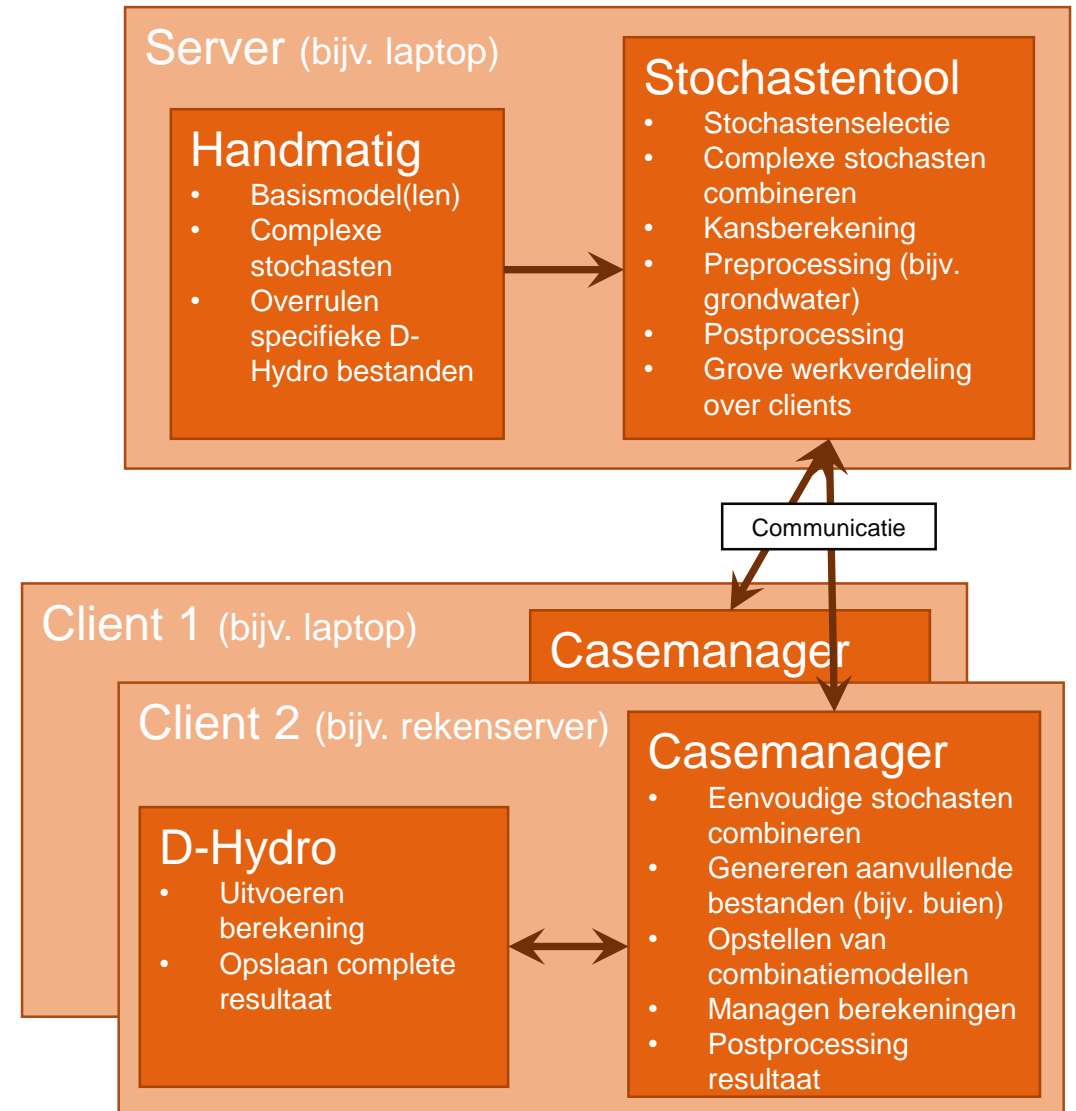 Server (bijv. laptop)
Handmatig
• Basismodel(len)
• Complexe
stochasten
• Overrulen
specifieke D-
Hydro bestanden
Stochastentool
• Stochastenselectie
• Complexe stochasten
combineren
• Kansberekening
• Preprocessing (bijv.
grondwater)
• Postprocessing
• Grove werkverdeling
over clients
Communicatie
Client 1 (bijv. laptop)
Casemanager
Client 2 (bijv. rekenserver)
D-Hydro
• Uitvoeren
berekening
• Opslaan complete
resultaat
Casemanager
• Eenvoudige stochasten
combineren
• Genereren aanvullende
bestanden (bijv. buien)
• Opstellen van
combinatiemodellen
• Managen berekeningen
• Postprocessing
resultaat